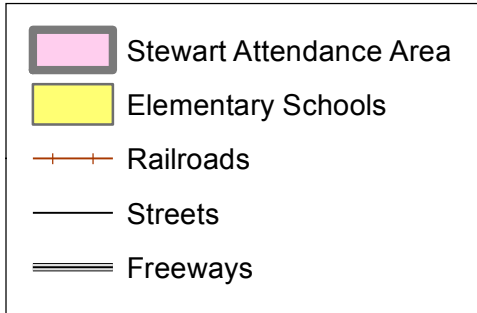 Stewart Attendance Area
Elementary Schools
Railroads
Streets
Freeways